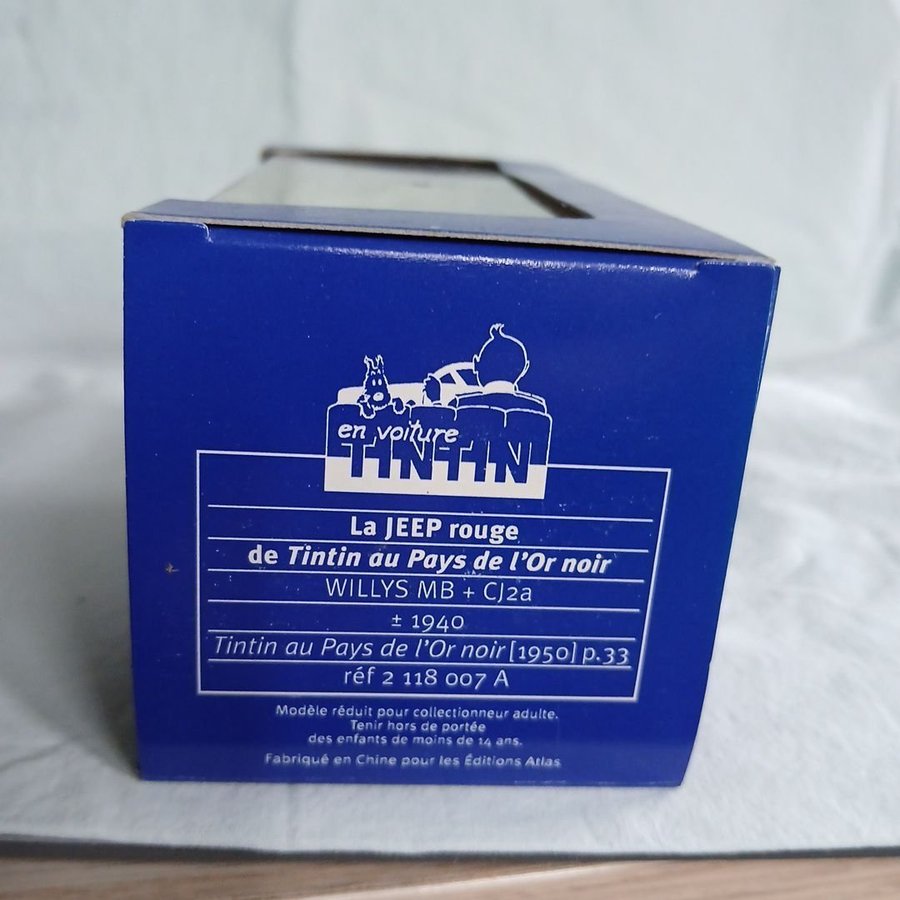 en voiture
TINTIN
La JEEP rouge
de Tintin au Pays de l'Or noir
WILLYS MB + CJ2a
± 1940
Tintin au Pays de l'Or noir [1950] p.33
réf 2 118 007 A
Modèle réduit pour collectionneur adulte.
Tenir hors de portée
des enfants de moins de 14 ans.
Fabriqué en Chine pour les Éditions Atlas